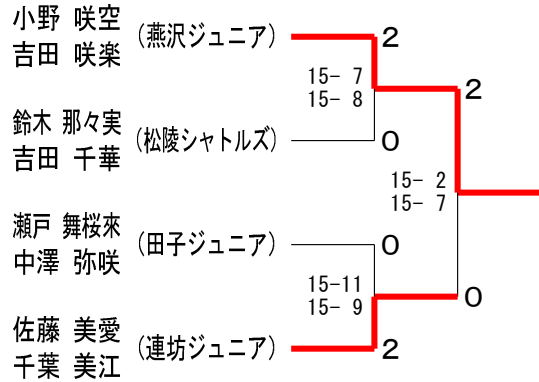 小野 咲空
吉田 咲楽
(燕沢ジュニア)
2
15- 7
15- 8
2
鈴木 那々実
吉田 千華
(松陵シャトルズ)
0
15- 2
15- 7
瀬戸 舞桜來
中澤 弥咲
(田子ジュニア)
0
15-11
15- 9
0
佐藤 美愛
千葉 美江
(連坊ジュニア)
2